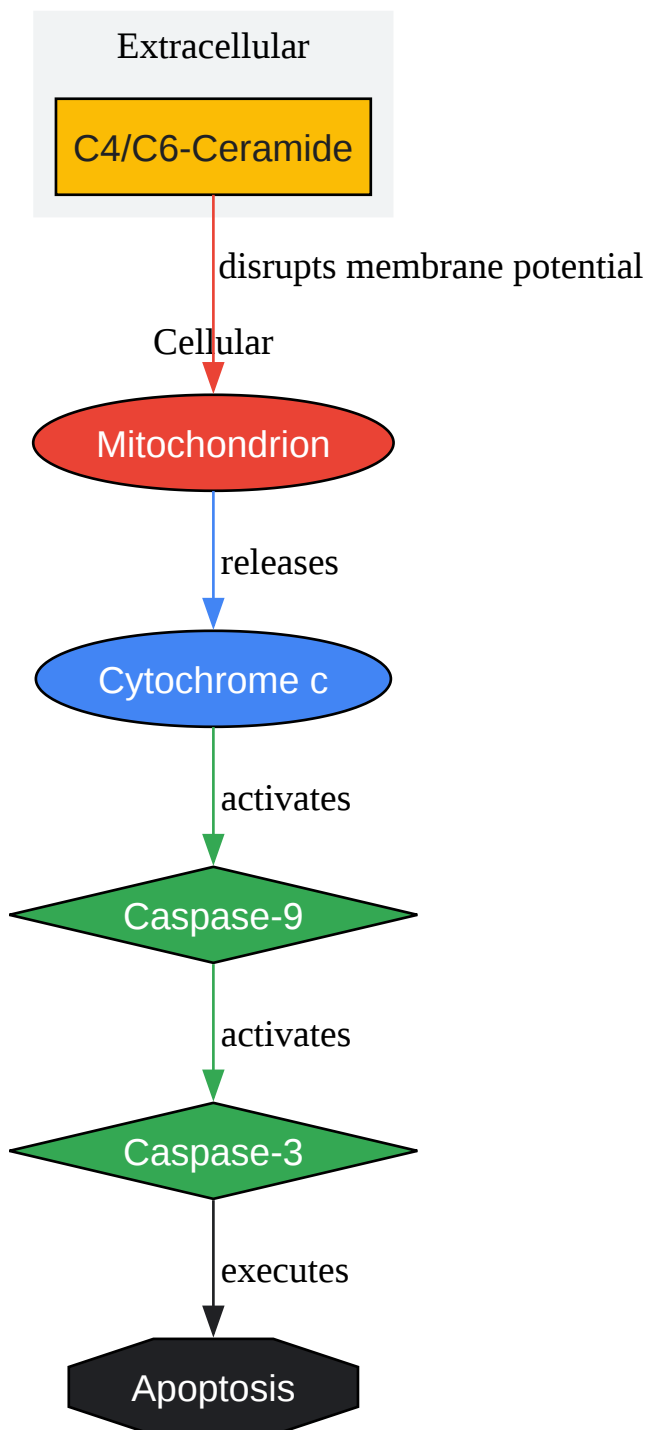 Extracellular
C4/C6-Ceramide
disrupts membrane potential
Cellular
Mitochondrion
releases
Cytochrome c
activates
Caspase-9
activates
Caspase-3
executes
Apoptosis